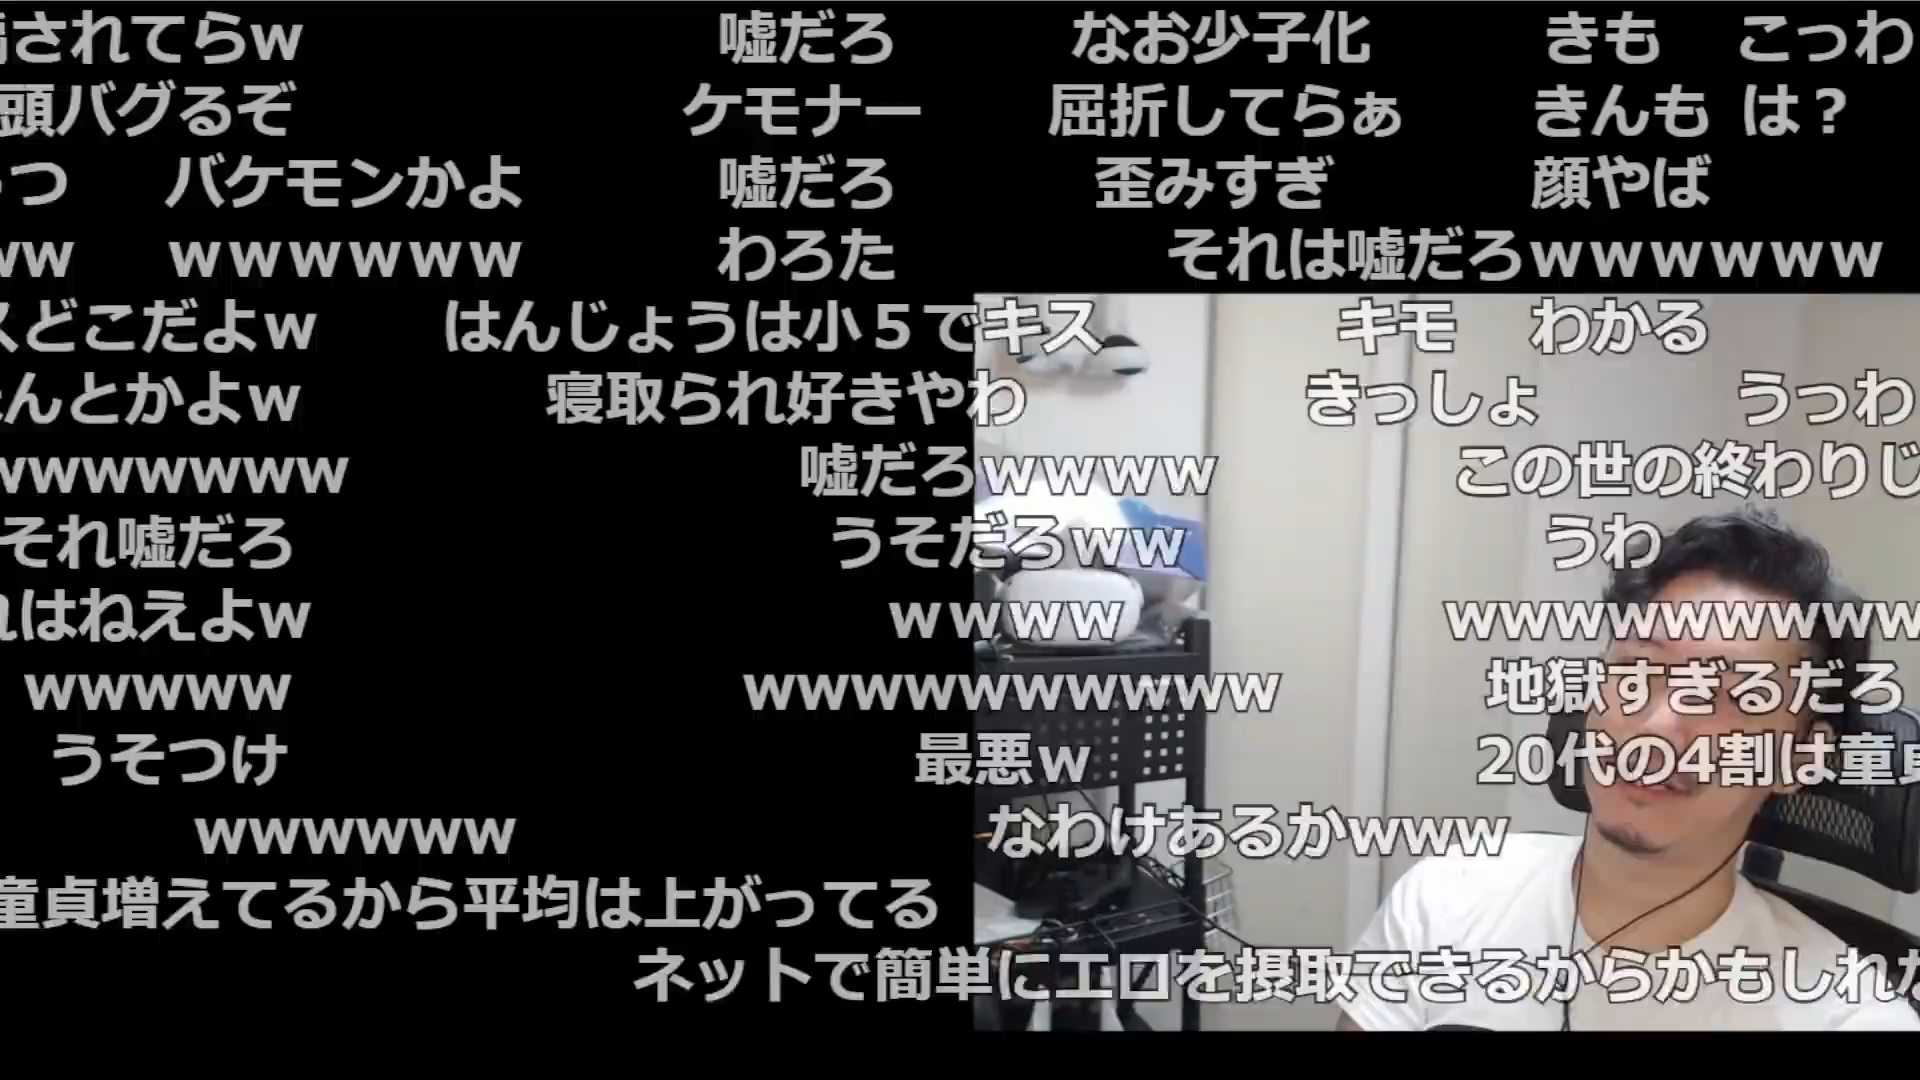 されてらw 嘘だろ なお少子化 きも こっわ
頭バグるぞ ケモナー 屈折してらぁ きんも は？
つ バケモンかよ 嘘だろ 歪みすぎ 顔やば
ww wwwwww わろた それは嘘だろwwwwww
どこだよw はんじょうは小５でキス キモ わかる
んとかよw 寝取られ好きやわ きっしょ うっわ
wwwwwww 嘘だろwwww この世の終わりじ
それ嘘だろ うそだろww うわ
はねえよw wwww wwwwwwwww
wwwww wwwwwwwwww 地獄すぎるだろ
うそつけ 最悪w 20代の4割は童貞
wwwwww なわけあるかwww
童貞増えてるから平均は上がってる
ネットで簡単にエロを摂取できるからかもしれな